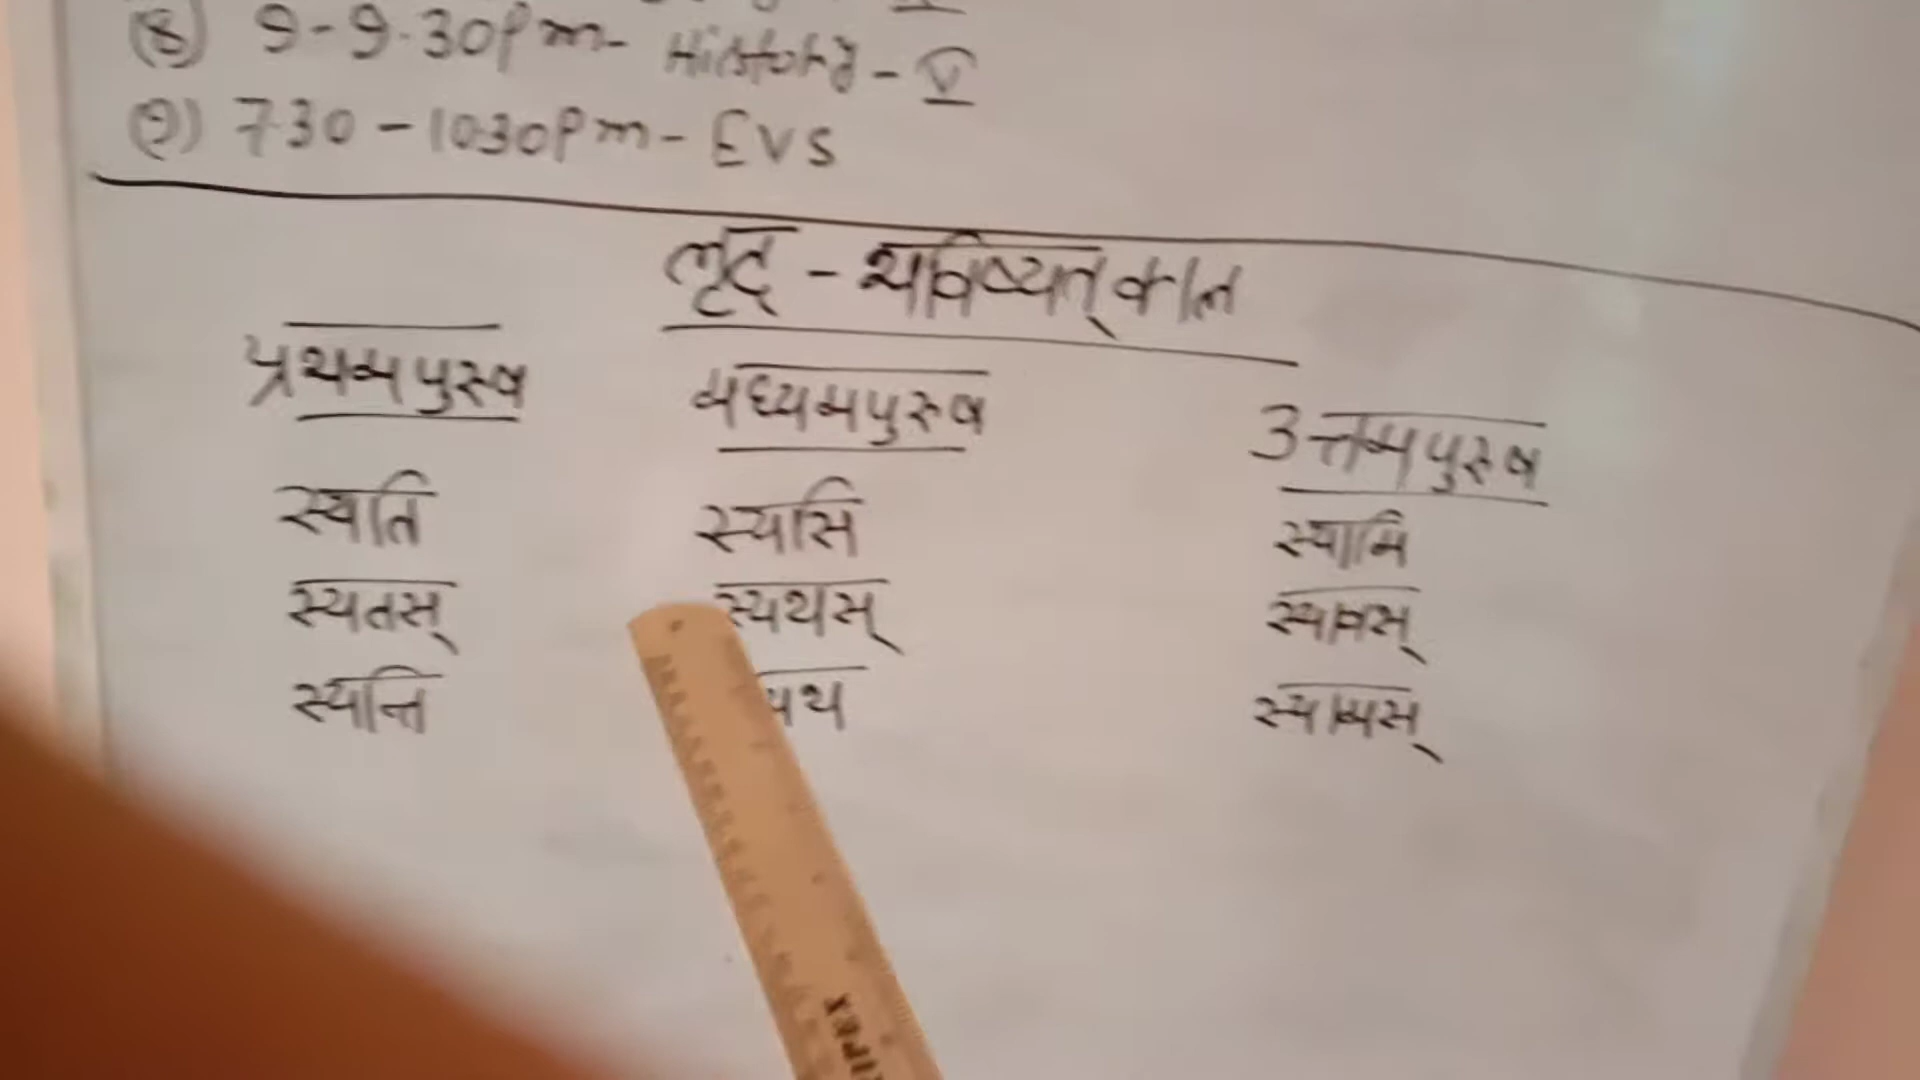 (8) 9-9.30pm- History - V
(9) 7.30 - 10.30pm - EVS
लृट् - भविष्यत् काल
प्रथमपुरुष मध्यमपुरुष उत्तमपुरुष
स्यति स्यसि स्यामि
स्यतस् स्यथस् स्यावस्
स्यन्ति यथ स्यामस्